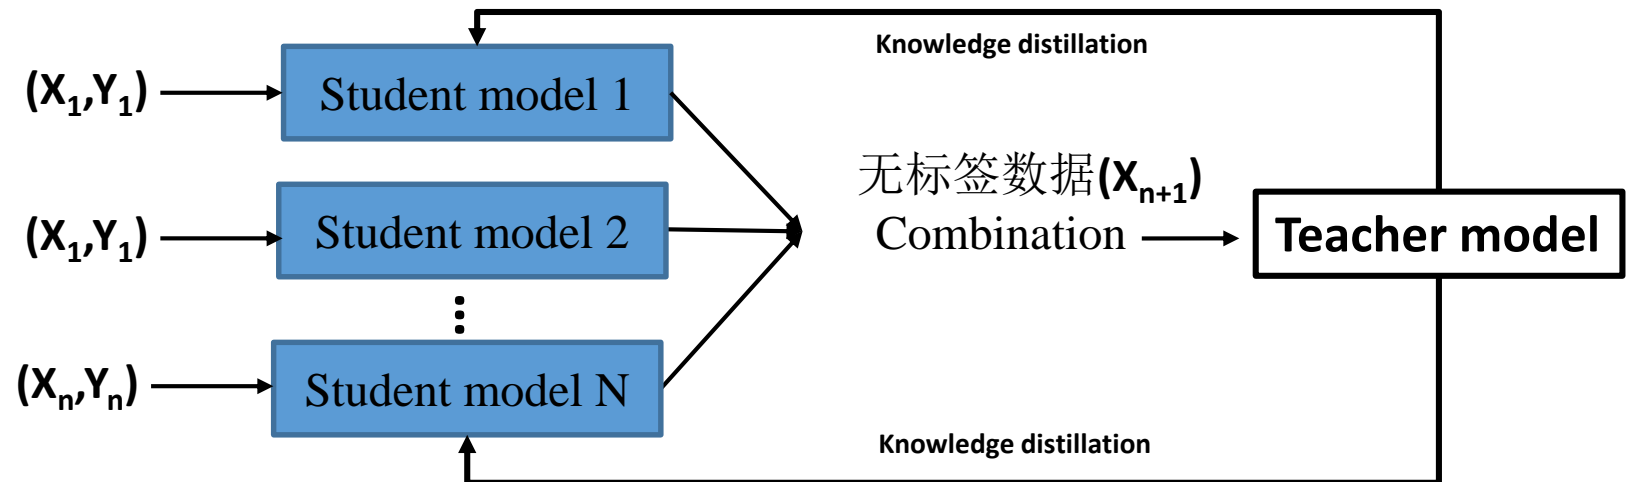 Knowledge distillation
(X₁,Y₁)
Student model 1
无标签数据(Xₙ₊₁)
(X₁,Y₁)
Student model 2
Combination
Teacher model
(Xₙ,Yₙ)
Student model N
Knowledge distillation